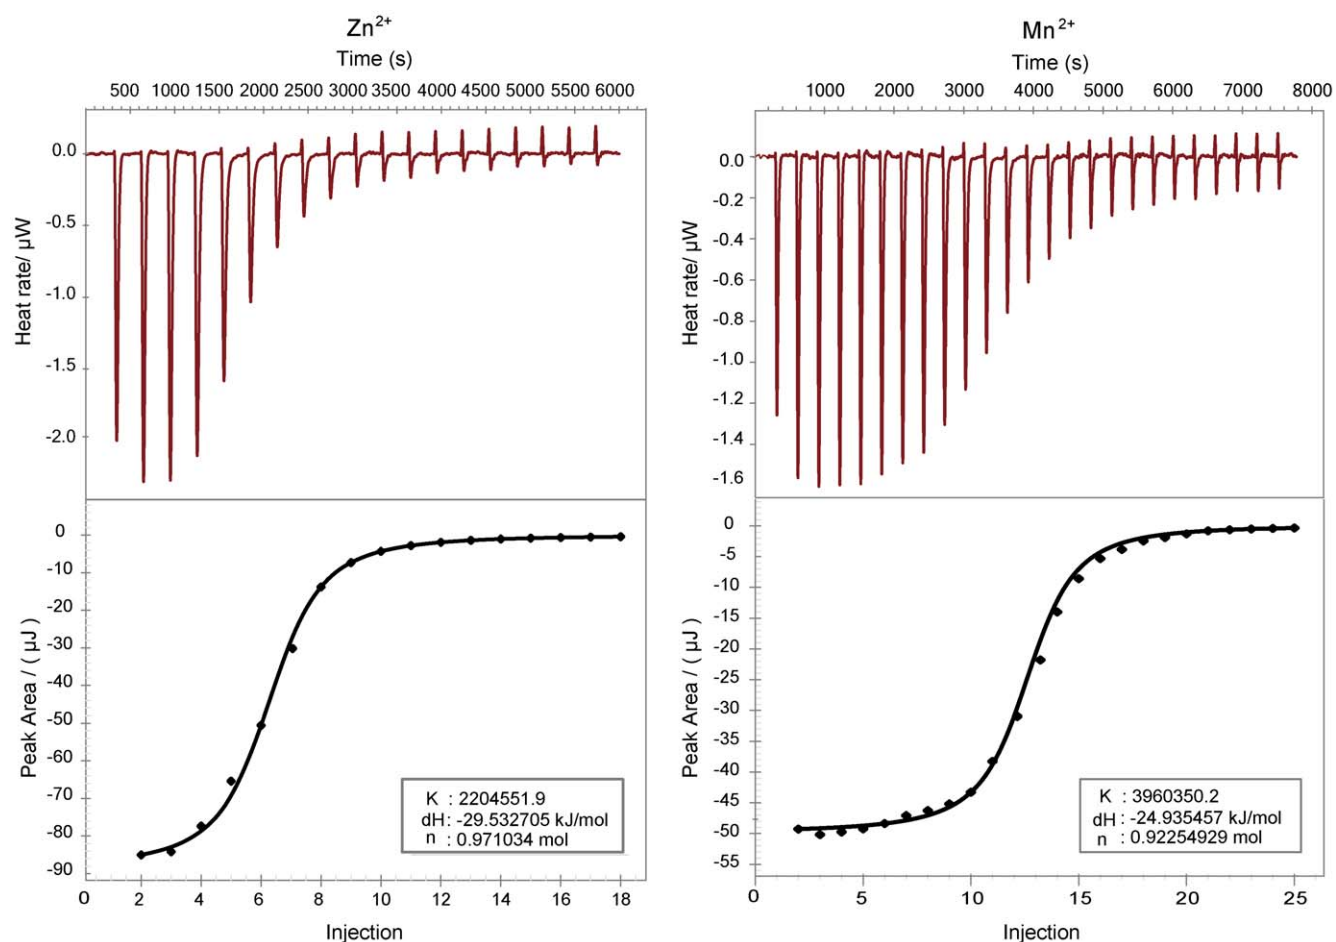 Zn2+
Time (s)
500 1000 1500 2000 2500 3000 3500 4000 4500 5000 5500 6000
0.0
-0.5
-1.0
-1.5
-2.0
Heat rate/ µW
0
-10
-20
-30
-40
-50
-60
-70
-80
-90
Peak Area / ( µJ )
K : 2204551.9
dH : -29.532705 kJ/mol
n : 0.971034 mol
0 2 4 6 8 10 12 14 16 18
Injection
Mn2+
Time (s)
1000 2000 3000 4000 5000 6000 7000 8000
0.0
-0.2
-0.4
-0.6
-0.8
-1.0
-1.2
-1.4
-1.6
Heat rate/ µW
0
-5
-10
-15
-20
-25
-30
-35
-40
-45
-50
-55
Peak Area / ( µJ )
K : 3960350.2
dH : -24.935457 kJ/mol
n : 0.92254929 mol
0 5 10 15 20 25
Injection